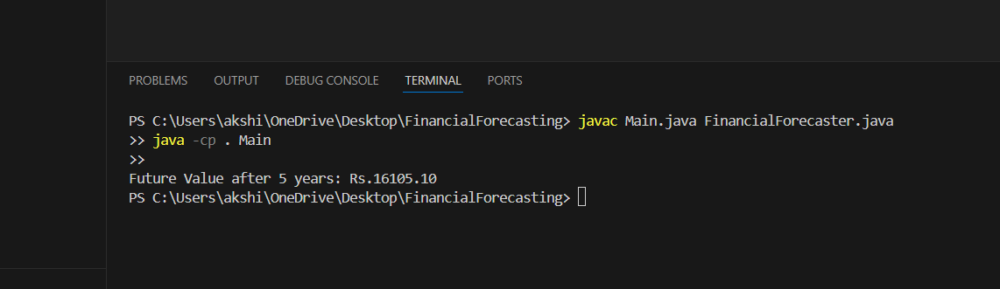 PROBLEMS OUTPUT DEBUG CONSOLE TERMINAL PORTS
PS C:\Users\akshi\OneDrive\Desktop\FinancialForecasting> javac Main.java FinancialForecaster.java
>> java -cp . Main
>>
Future Value after 5 years: Rs.16105.10
PS C:\Users\akshi\OneDrive\Desktop\FinancialForecasting>